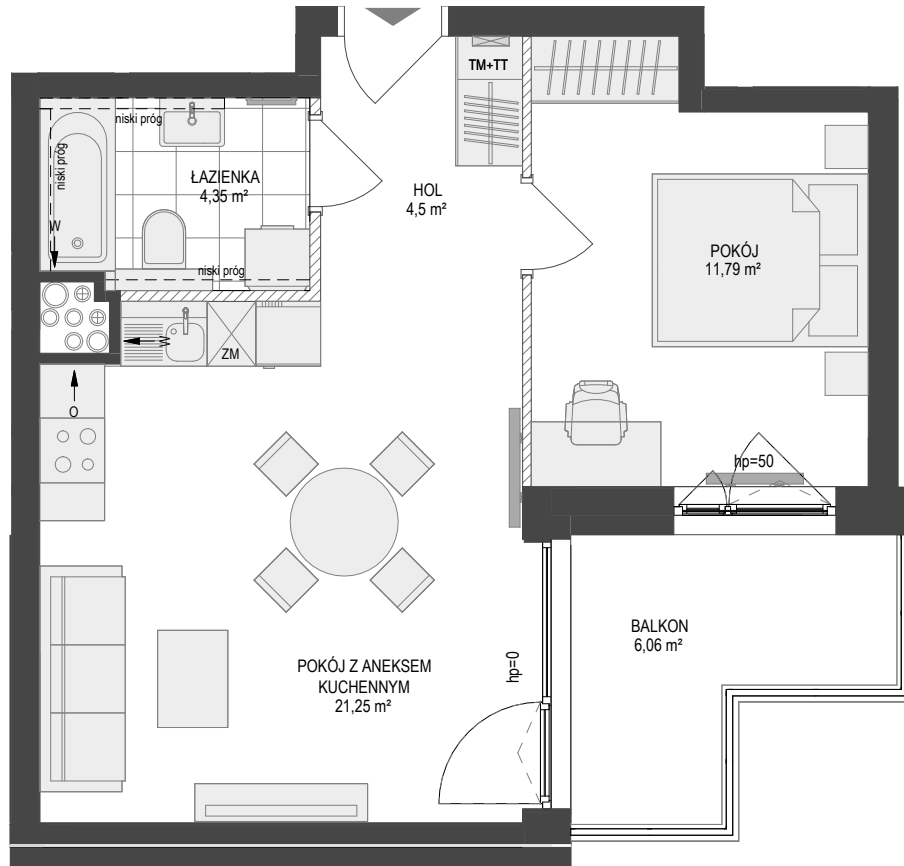 TM+TT
niski próg
niski próg
ŁAZIENKA
4,35 m²
HOL
4,5 m²
W
niski próg
POKÓJ
11,79 m²
W
ZM
O
hp=50
BALKON
6,06 m²
hp=0
POKÓJ Z ANEKSEM
KUCHENNYM
21,25 m²